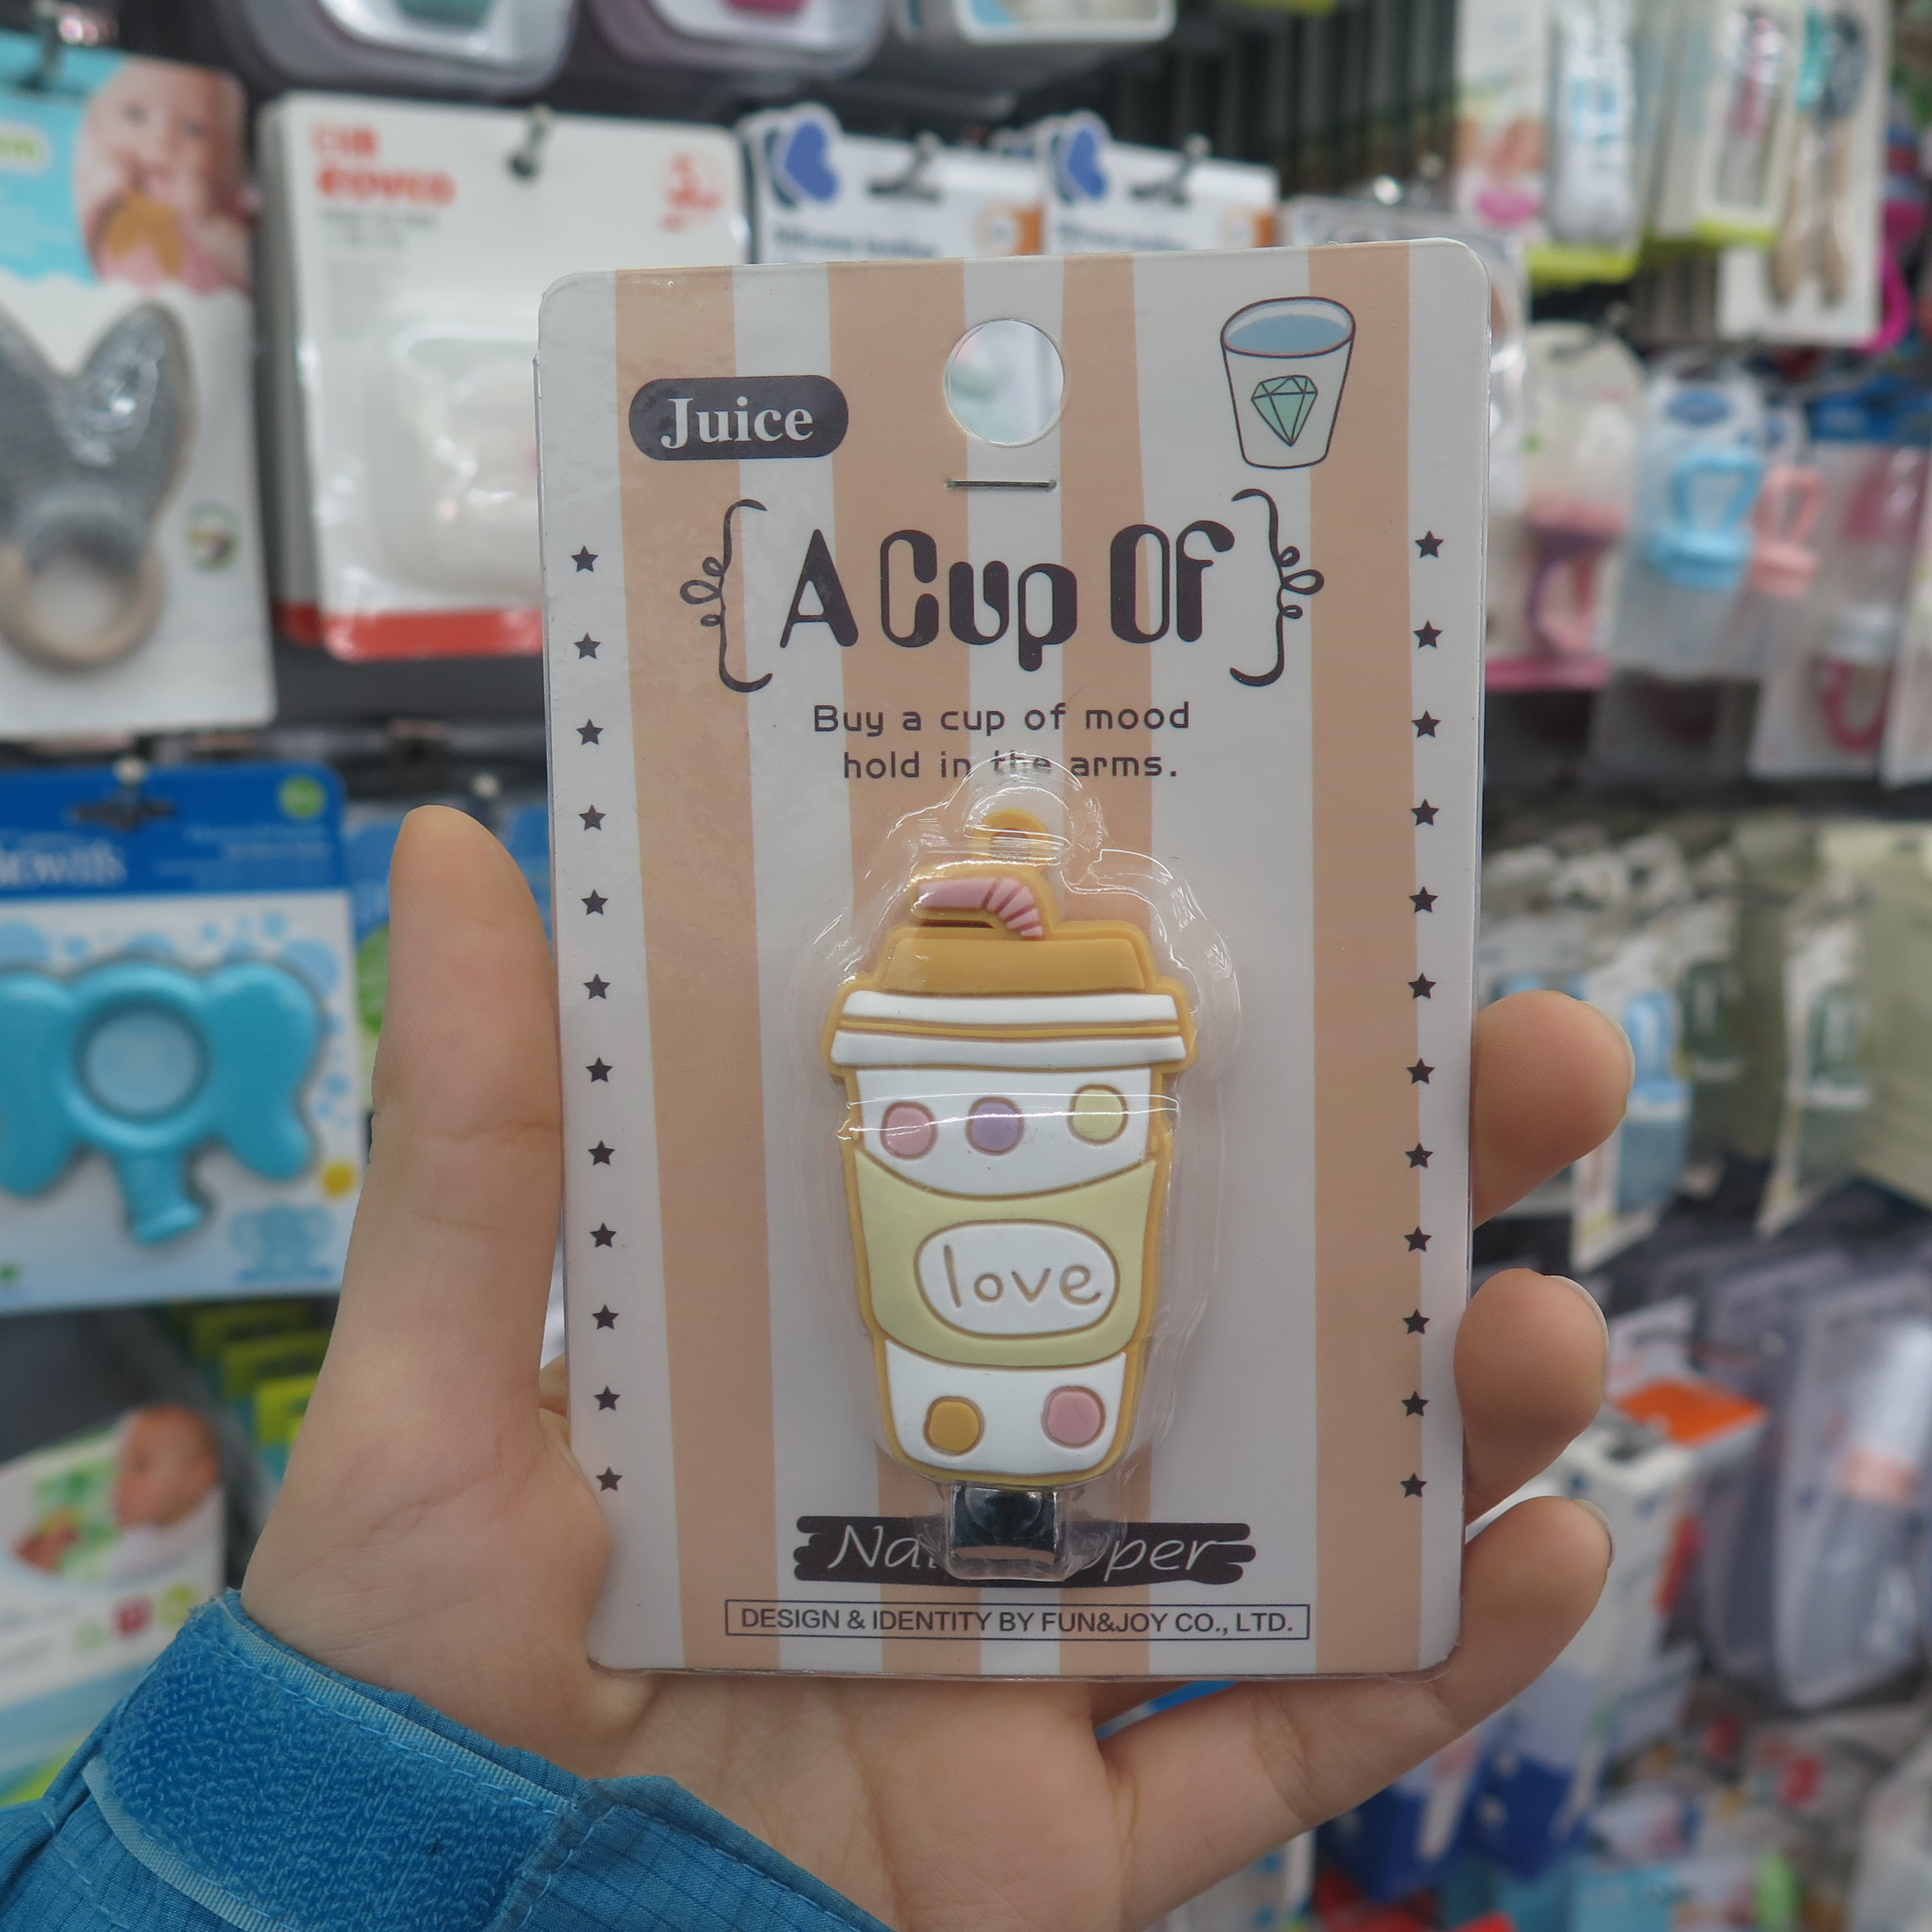 Juice
A Cup Of
Buy a cup of mood
hold in the arms.
love
DESIGN & IDENTITY BY FUN&JOY CO., LTD.